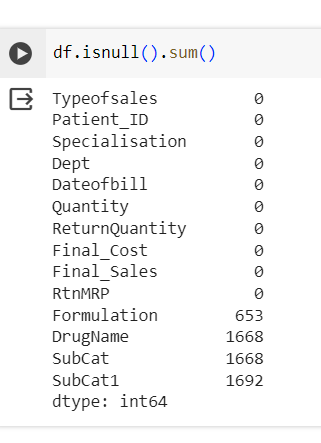 df.isnull().sum()
Typeofsales 0
Patient_ID 0
Specialisation 0
Dept 0
Dateofbill 0
Quantity 0
ReturnQuantity 0
Final_Cost 0
Final_Sales 0
RtnMRP 0
Formulation 653
DrugName 1668
SubCat 1668
SubCat1 1692
dtype: int64